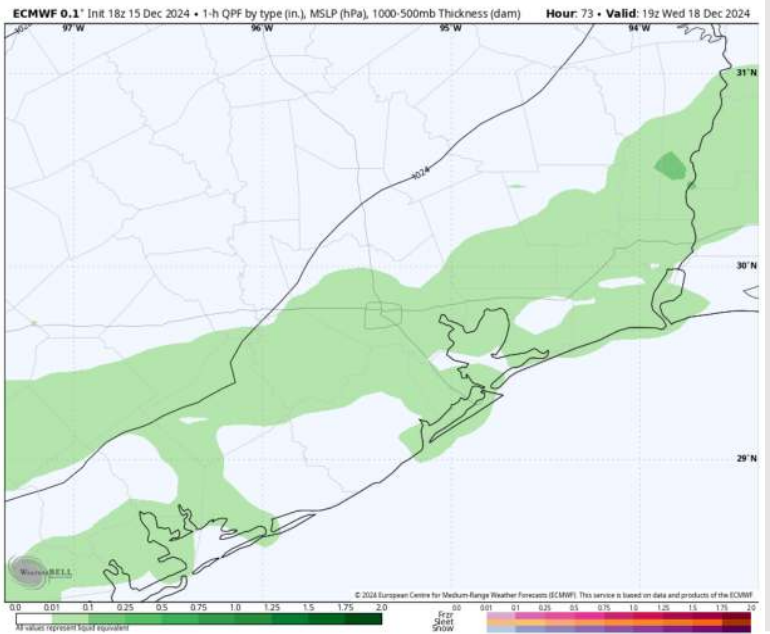 ECMWF 0.1° Init 18z 15 Dec 2024 • 1-h QPF by type (in.), MSLP (hPa), 1000-500mb Thickness (dam) Hour: 73 • Valid: 19z Wed 18 Dec 2024
97°W 96°W 95°W 94°W
31°N
1024
30°N
29°N
WeatherBELL
© 2024 European Centre for Medium-Range Weather Forecasts (ECMWF). This service is based on data and products of the ECMWF
0.0 0.01 0.1 0.25 0.5 0.75 1.0 1.25 1.5 1.75 2.0 0.0 0.01 0.1 0.25 0.5 0.75 1.0 1.25 1.5 1.75 2.0
Frzr
Sleet
Snow
All values represent liquid equivalent